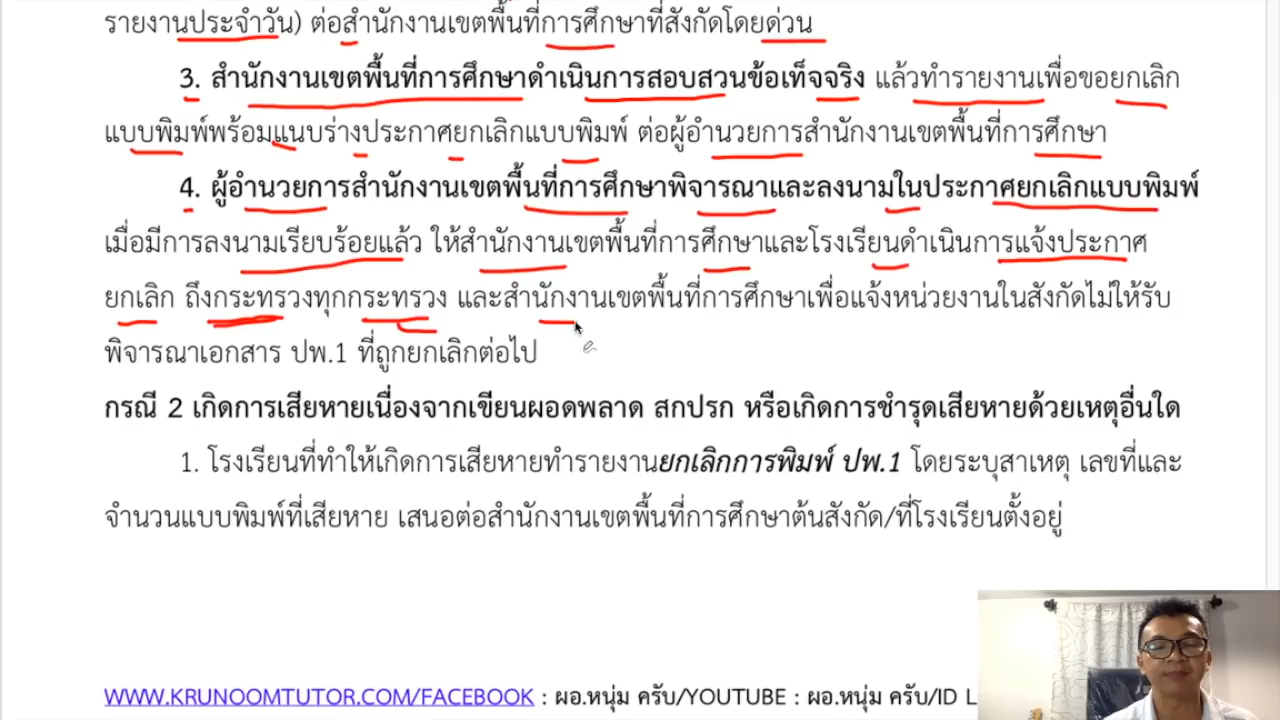 รายงานประจำวัน) ต่อสำนักงานเขตพื้นที่การศึกษาที่สังกัดโดยด่วน
3. สำนักงานเขตพื้นที่การศึกษาดำเนินการสอบสวนข้อเท็จจริง แล้วทำรายงานเพื่อขอยกเลิก
แบบพิมพ์พร้อมแนบร่างประกาศยกเลิกแบบพิมพ์ ต่อผู้อำนวยการสำนักงานเขตพื้นที่การศึกษา
4. ผู้อำนวยการสำนักงานเขตพื้นที่การศึกษาพิจารณาและลงนามในประกาศยกเลิกแบบพิมพ์
เมื่อมีการลงนามเรียบร้อยแล้ว ให้สำนักงานเขตพื้นที่การศึกษาและโรงเรียนดำเนินการแจ้งประกาศ
ยกเลิก ถึงกระทรวงทุกกระทรวง และสำนักงานเขตพื้นที่การศึกษาเพื่อแจ้งหน่วยงานในสังกัดไม่ให้รับ
พิจารณาเอกสาร ปพ.1 ที่ถูกยกเลิกต่อไป
กรณี 2 เกิดการเสียหายเนื่องจากเขียนผอดพลาด สกปรก หรือเกิดการชำรุดเสียหายด้วยเหตุอื่นใด
1. โรงเรียนที่ทำให้เกิดการเสียหายทำรายงานยกเลิกการพิมพ์ ปพ.1 โดยระบุสาเหตุ เลขที่และ
จำนวนแบบพิมพ์ที่เสียหาย เสนอต่อสำนักงานเขตพื้นที่การศึกษาต้นสังกัด/ที่โรงเรียนตั้งอยู่
WWW.KRUNOOMTUTOR.COM/FACEBOOK : ผอ.หนุ่ม ครับ/YOUTUBE : ผอ.หนุ่ม ครับ/ID L